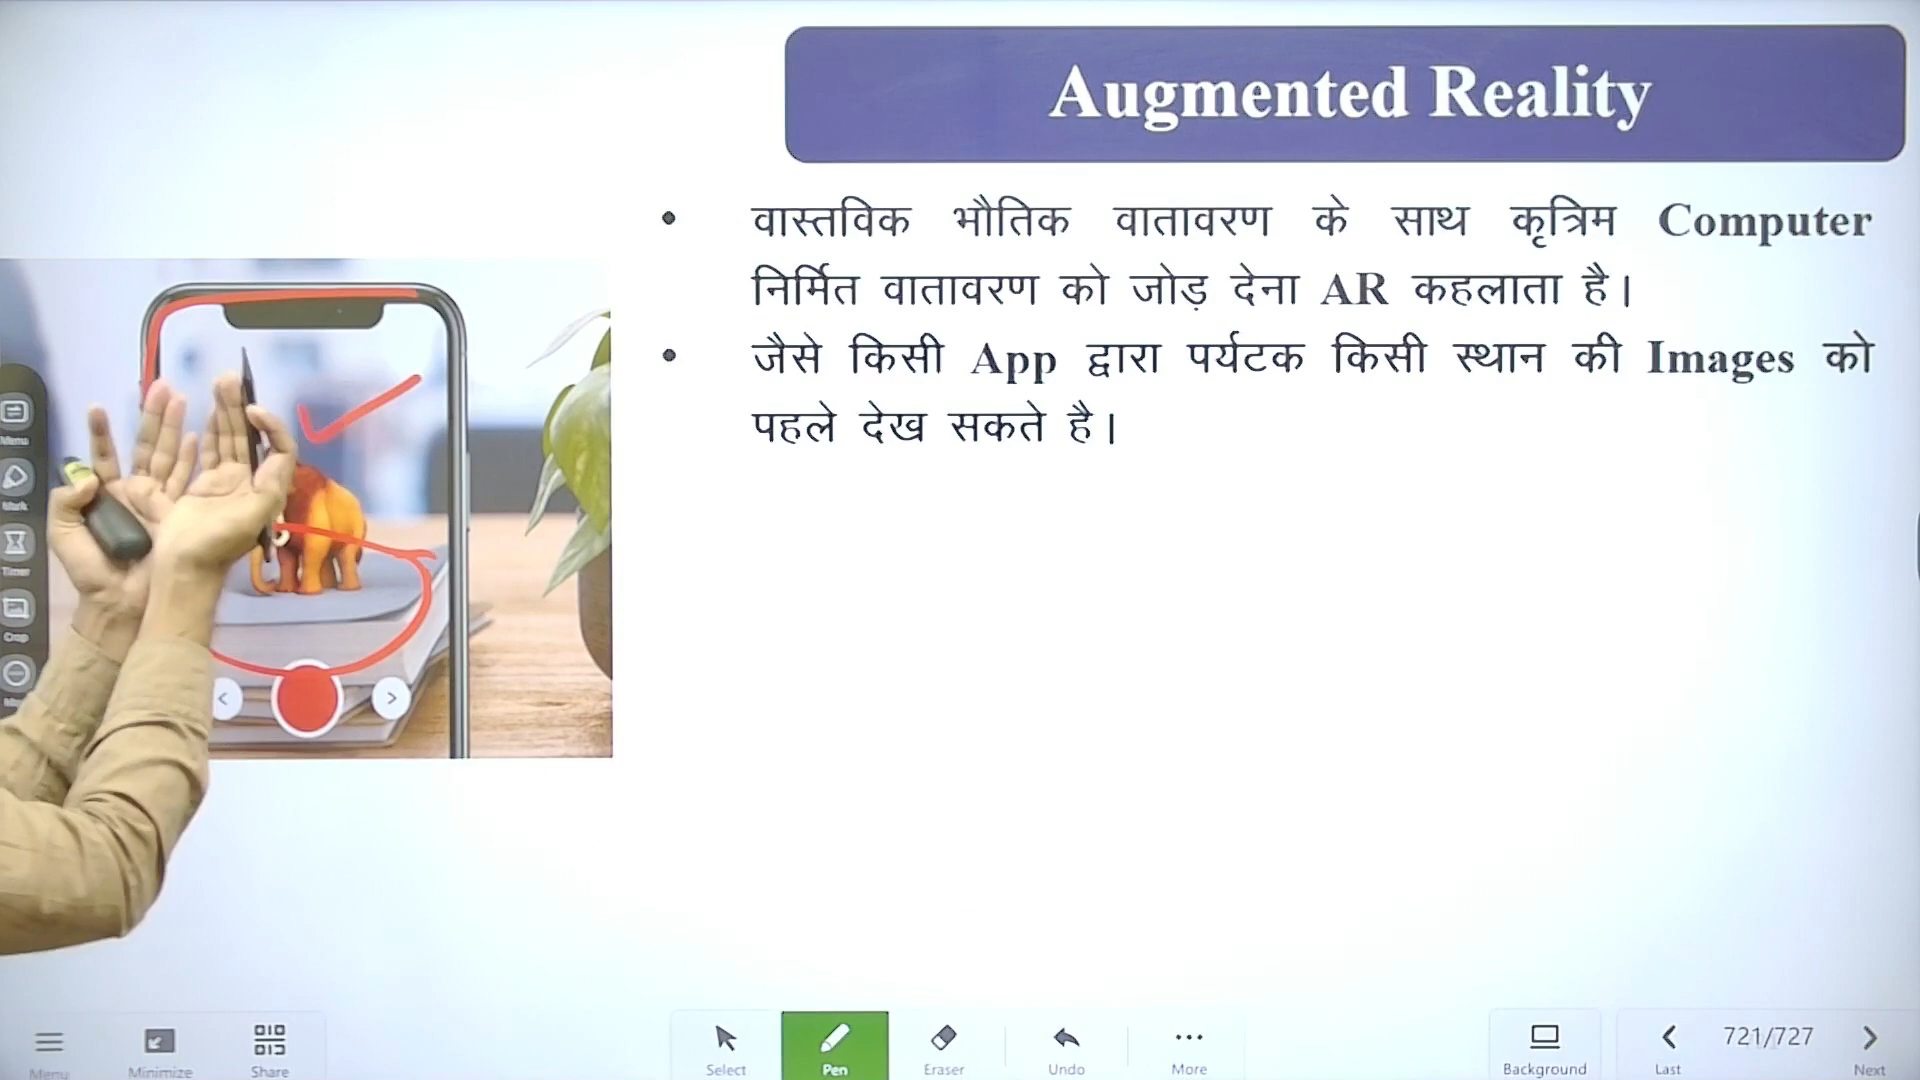 Augmented Reality
• वास्तविक भौतिक वातावरण के साथ कृत्रिम Computer
निर्मित वातावरण को जोड़ देना AR कहलाता है।
• जैसे किसी App द्वारा पर्यटक किसी स्थान की Images को
पहले देख सकते है।
Menu
Mark
Timer
Crop
Menu
Minimize
Share
Select
Pen
Eraser
Undo
More
Background
Last
721/727
Next